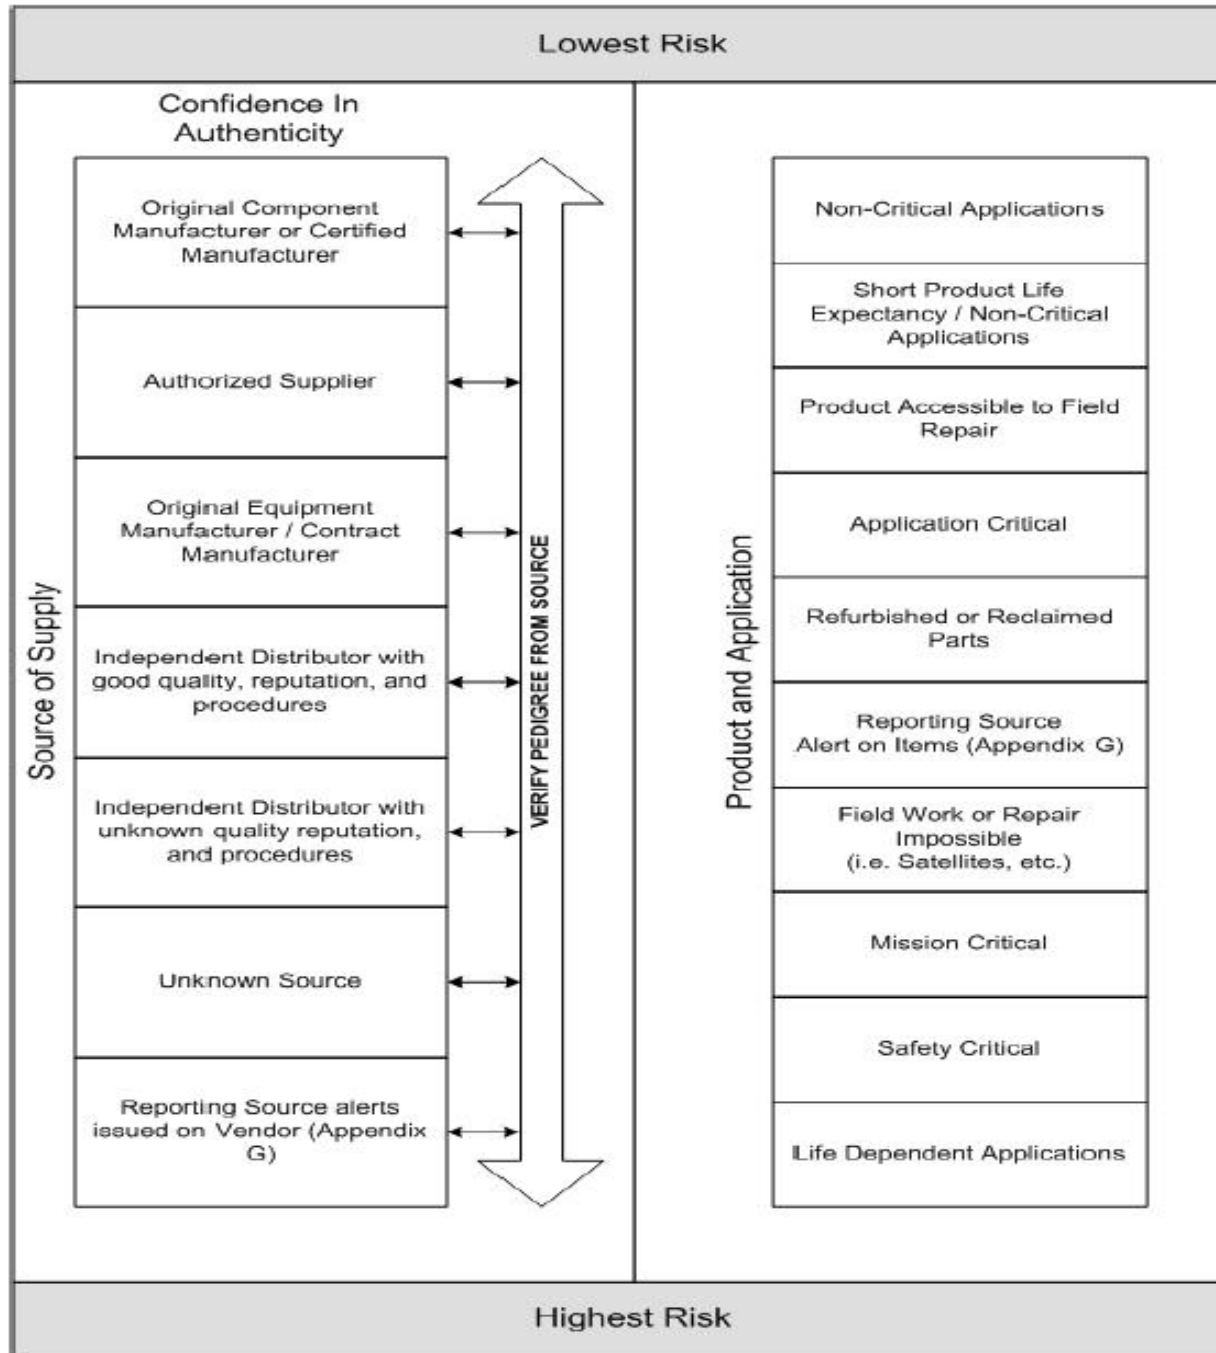 Lowest Risk
Confidence In
Authenticity
Source of Supply
Original Component
Manufacturer or Certified
Manufacturer
Authorized Supplier
Original Equipment
Manufacturer / Contract
Manufacturer
Independent Distributor with
good quality, reputation, and
procedures
Independent Distributor with
unknown quality reputation,
and procedures
Unknown Source
Reporting Source alerts
issued on Vendor (Appendix
G)
VERIFY PEDIGREE FROM SOURCE
Product and Application
Non-Critical Applications
Short Product Life
Expectancy / Non-Critical
Applications
Product Accessible to Field
Repair
Application Critical
Refurbished or Reclaimed
Parts
Reporting Source
Alert on Items (Appendix G)
Field Work or Repair
Impossible
(i.e. Satellites, etc.)
Mission Critical
Safety Critical
Life Dependent Applications
Highest Risk